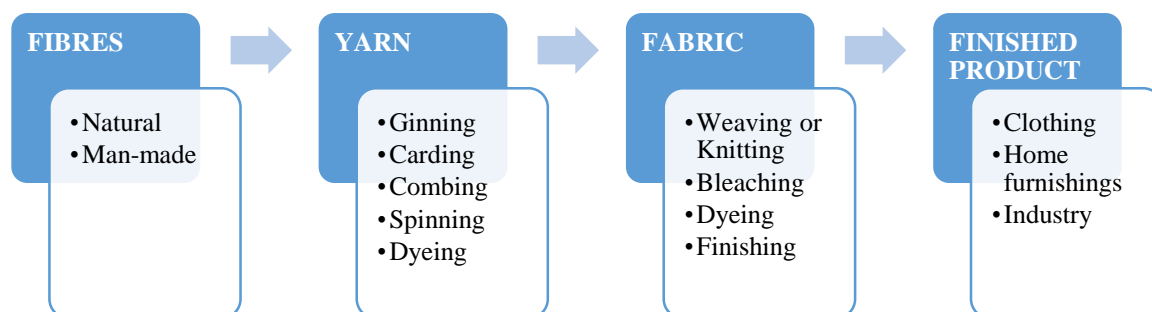 FIBRES
• Natural
• Man-made
YARN
• Ginning
• Carding
• Combing
• Spinning
• Dyeing
FABRIC
• Weaving or
Knitting
• Bleaching
• Dyeing
• Finishing
FINISHED
PRODUCT
• Clothing
• Home
furnishings
• Industry